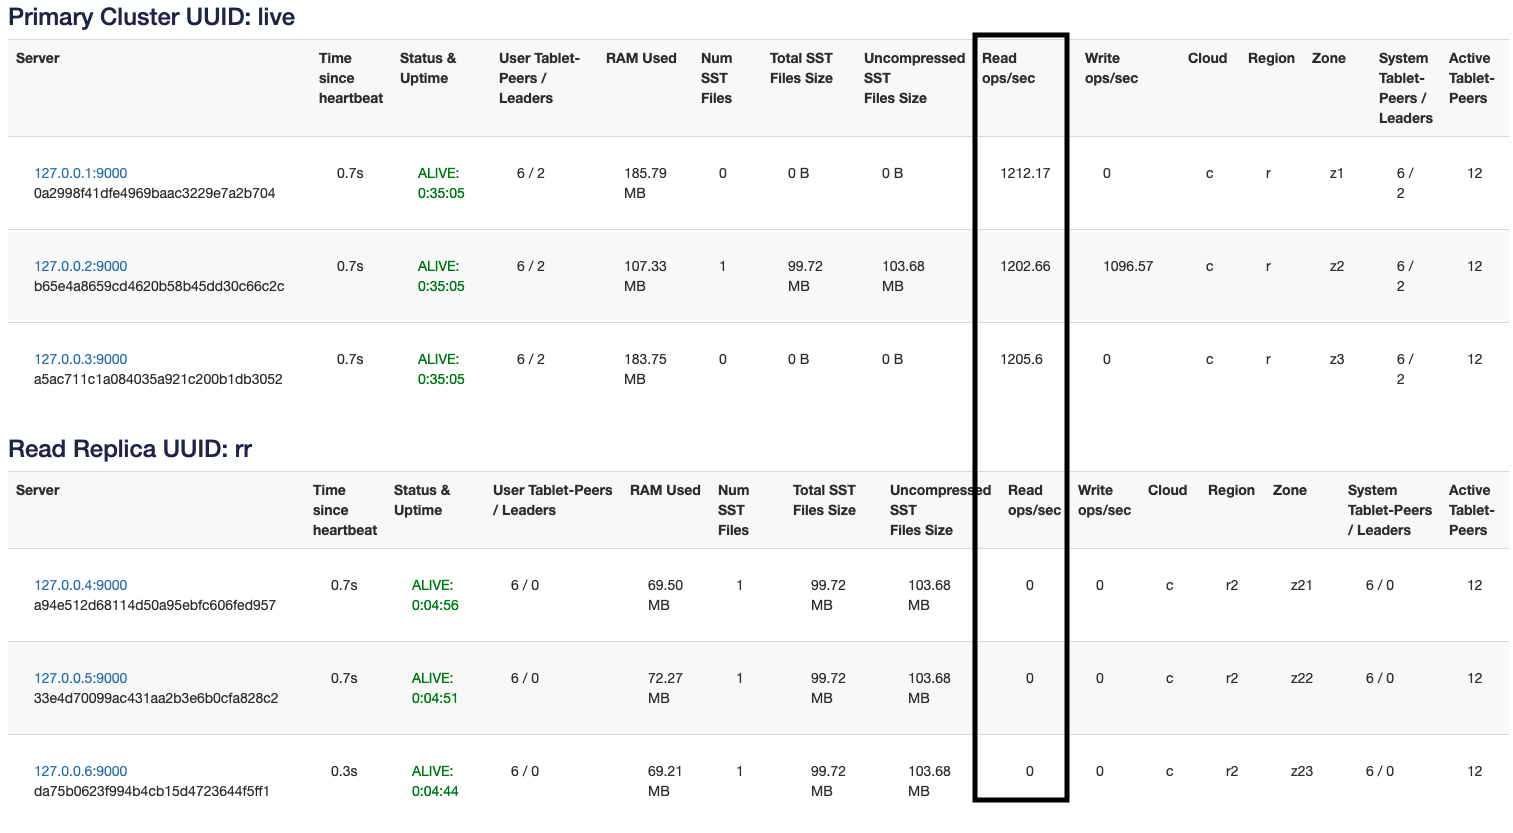 Primary Cluster UUID: live
Server Time since heartbeat Status & Uptime User Tablet-Peers / Leaders RAM Used Num SST Files Total SST Files Size Uncompressed SST Files Size Read ops/sec Write ops/sec Cloud Region Zone System Tablet-Peers / Leaders Active Tablet-Peers
127.0.0.1:9000 0.7s ALIVE: 6 / 2 185.79 0 0 B 0 B 1212.17 0 c r z1 6 / 12
0a2998f41dfe4969baac3229e7a2b704 0:35:05 MB 2
127.0.0.2:9000 0.7s ALIVE: 6 / 2 107.33 1 99.72 103.68 1202.66 1096.57 c r z2 6 / 12
b65e4a8659cd4620b58b45dd30c66c2c 0:35:05 MB MB MB 2
127.0.0.3:9000 0.7s ALIVE: 6 / 2 183.75 0 0 B 0 B 1205.6 0 c r z3 6 / 12
a5ac711c1a084035a921c200b1db3052 0:35:05 MB 2
Read Replica UUID: rr
Server Time since heartbeat Status & Uptime User Tablet-Peers / Leaders RAM Used Num SST Files Total SST Files Size Uncompressed SST Files Size Read ops/sec Write ops/sec Cloud Region Zone System Tablet-Peers / Leaders Active Tablet-Peers
127.0.0.4:9000 0.7s ALIVE: 6 / 0 69.50 1 99.72 103.68 0 0 c r2 z21 6 / 0 12
a94e512d68114d50a95ebfc606fed957 0:04:56 MB MB MB
127.0.0.5:9000 0.7s ALIVE: 6 / 0 72.27 1 99.72 103.68 0 0 c r2 z22 6 / 0 12
33e4d70099ac431aa2b3e6b0cfa828c2 0:04:51 MB MB MB
127.0.0.6:9000 0.3s ALIVE: 6 / 0 69.21 1 99.72 103.68 0 0 c r2 z23 6 / 0 12
da75b0623f994b4cb15d4723644f5ff1 0:04:44 MB MB MB